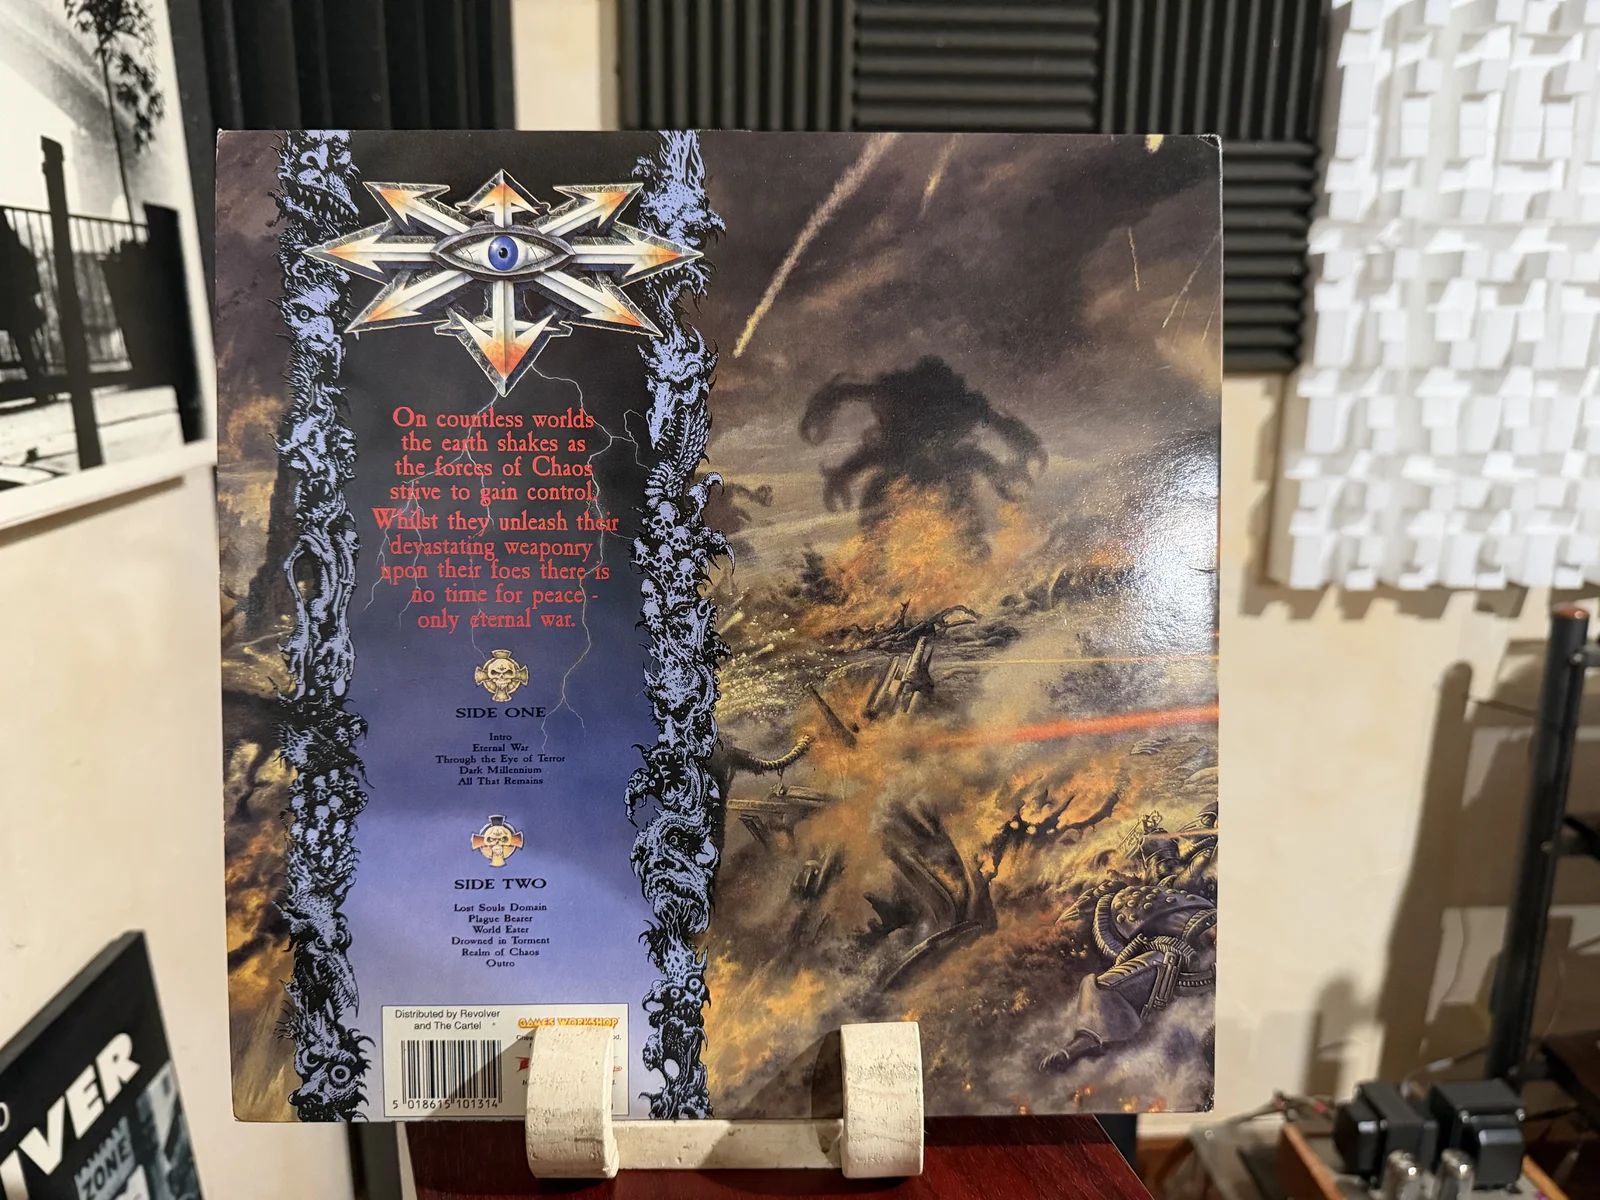 On countless worlds
the earth shakes as
the forces of Chaos
strive to gain control.
Whilst they unleash their
devastating weaponry
upon their foes there is
no time for peace -
only eternal war.
SIDE ONE
Intro
Eternal War
Through the Eye of Terror
Dark Millennium
All That Remains
SIDE TWO
Lost Souls Domain
Plague Bearer
World Eater
Drowned in Torment
Realm of Chaos
Outro
Distributed by Revolver
and The Cartel
GAMES WORKSHOP
5 018615 101314
VER
ZONE